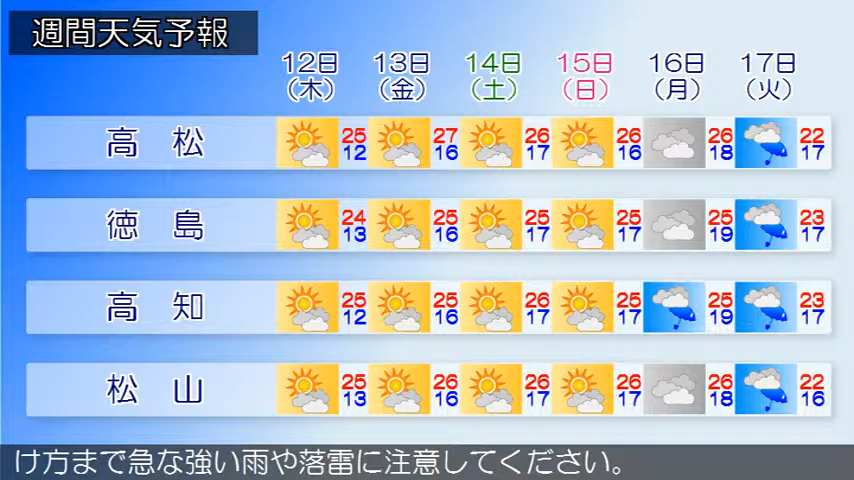 週間天気予報
12日 13日 14日 15日 16日 17日
(木) (金) (土) (日) (月) (火)
高松 25 12 27 16 26 17 26 16 26 18 22 17
徳島 24 13 25 16 25 17 25 17 25 19 23 17
高知 25 12 25 16 26 17 25 17 25 19 23 17
松山 25 13 26 16 26 17 26 17 26 18 22 16
け方まで急な強い雨や落雷に注意してください。